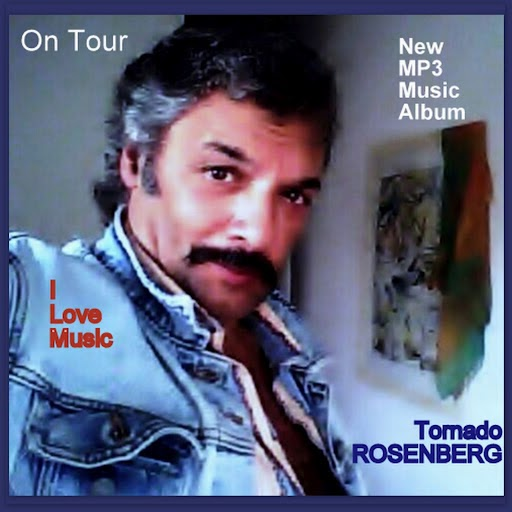 On Tour
New
MP3
Music
Album
I
Love
Music
Tornado
ROSENBERG